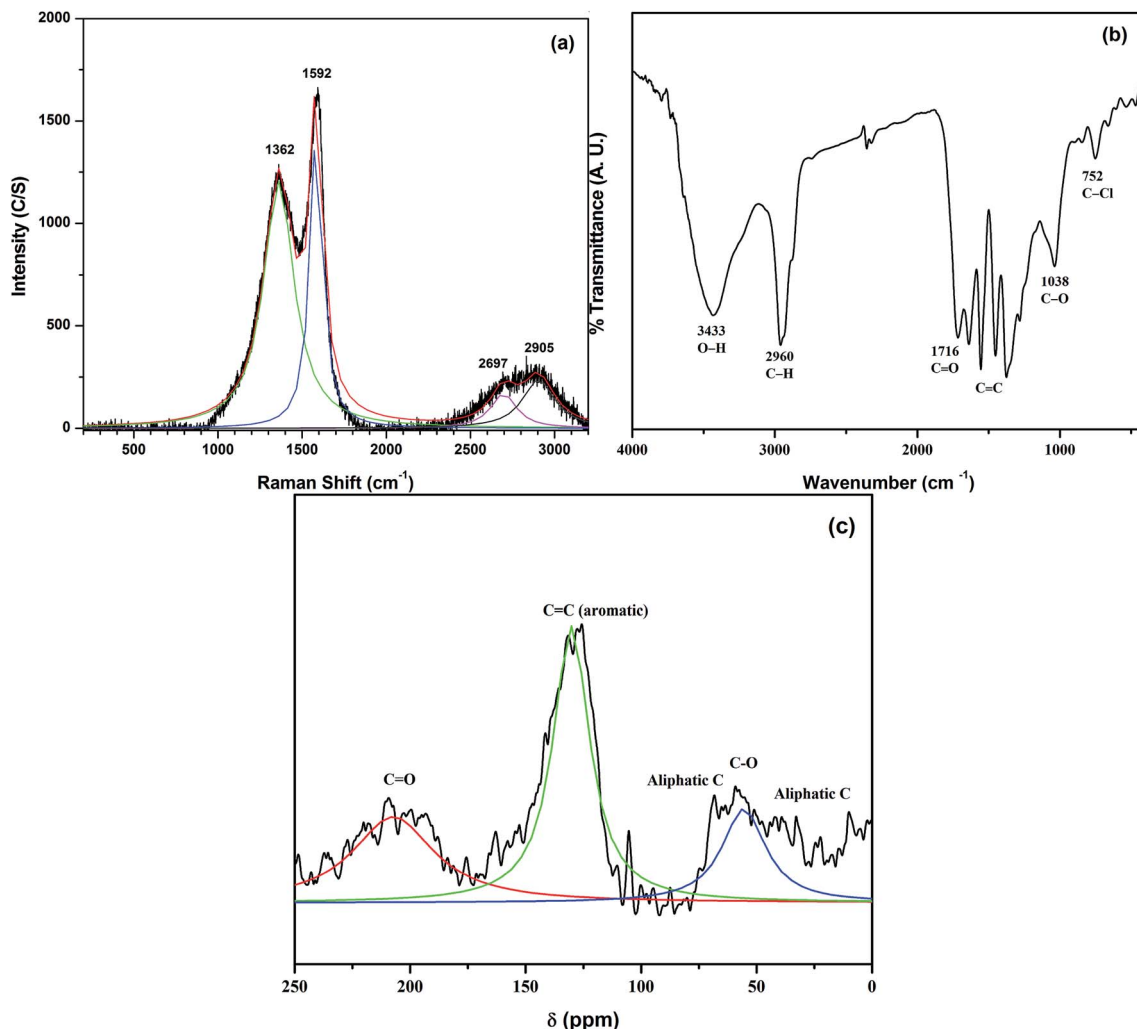 (a)
2000
1500
1000
500
0
Intensity (C/S)
1362
1592
2697
2905
500 1000 1500 2000 2500 3000
Raman Shift (cm⁻¹)
(b)
% Transmittance (A. U.)
3433
O–H
2960
C–H
1716
C=O
C=C
1038
C–O
752
C–Cl
4000 3000 2000 1000
Wavenumber (cm ⁻¹)
(c)
C=C (aromatic)
C=O
Aliphatic C
C-O
Aliphatic C
250 200 150 100 50 0
δ (ppm)